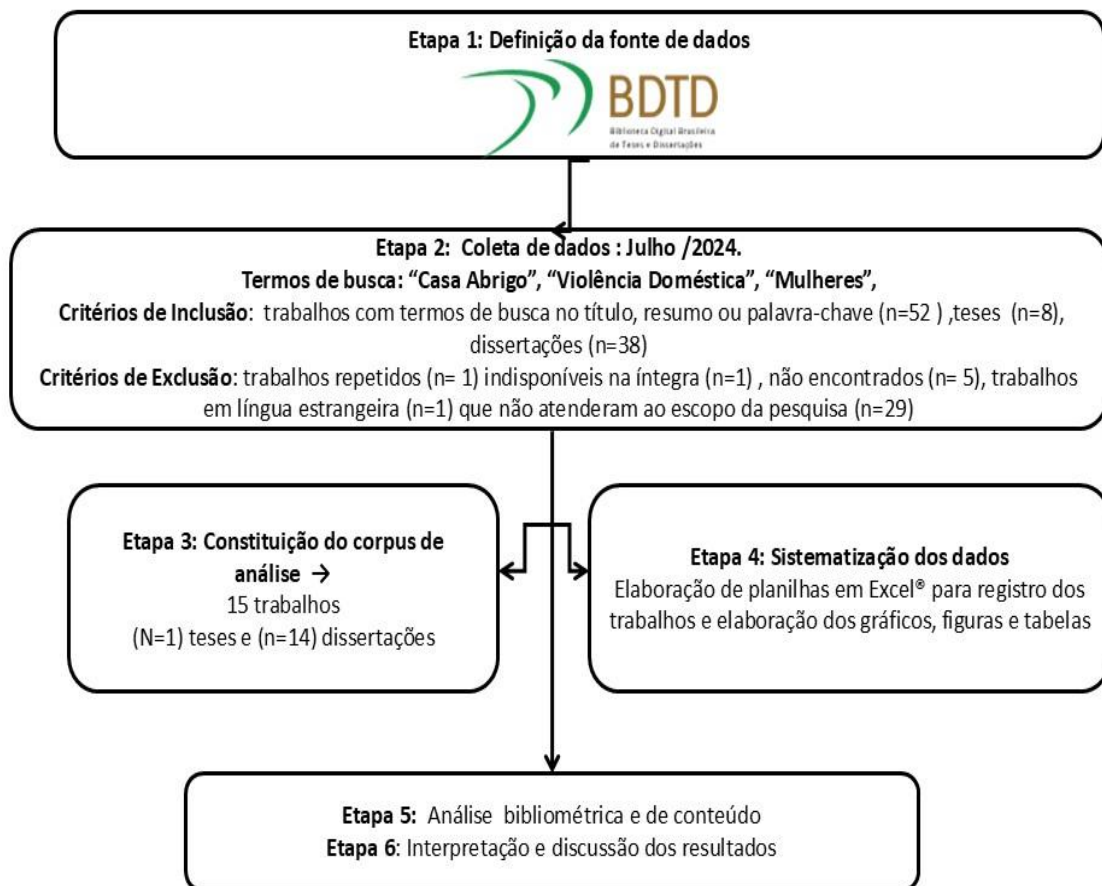 Etapa 1: Definição da fonte de dados
BDTD
Biblioteca Digital Brasileira
de Teses e Dissertações
Etapa 2: Coleta de dados : Julho /2024.
Termos de busca: “Casa Abrigo”, “Violência Doméstica”, “Mulheres”,
Critérios de Inclusão: trabalhos com termos de busca no título, resumo ou palavra-chave (n=52 ) ,teses (n=8),
dissertações (n=38)
Critérios de Exclusão: trabalhos repetidos (n= 1) indisponíveis na íntegra (n=1) , não encontrados (n= 5), trabalhos
em língua estrangeira (n=1) que não atenderam ao escopo da pesquisa (n=29)
Etapa 3: Constituição do corpus de
análise →
15 trabalhos
(N=1) teses e (n=14) dissertações
Etapa 4: Sistematização dos dados
Elaboração de planilhas em Excel® para registro dos
trabalhos e elaboração dos gráficos, figuras e tabelas
Etapa 5: Análise bibliométrica e de conteúdo
Etapa 6: Interpretação e discussão dos resultados